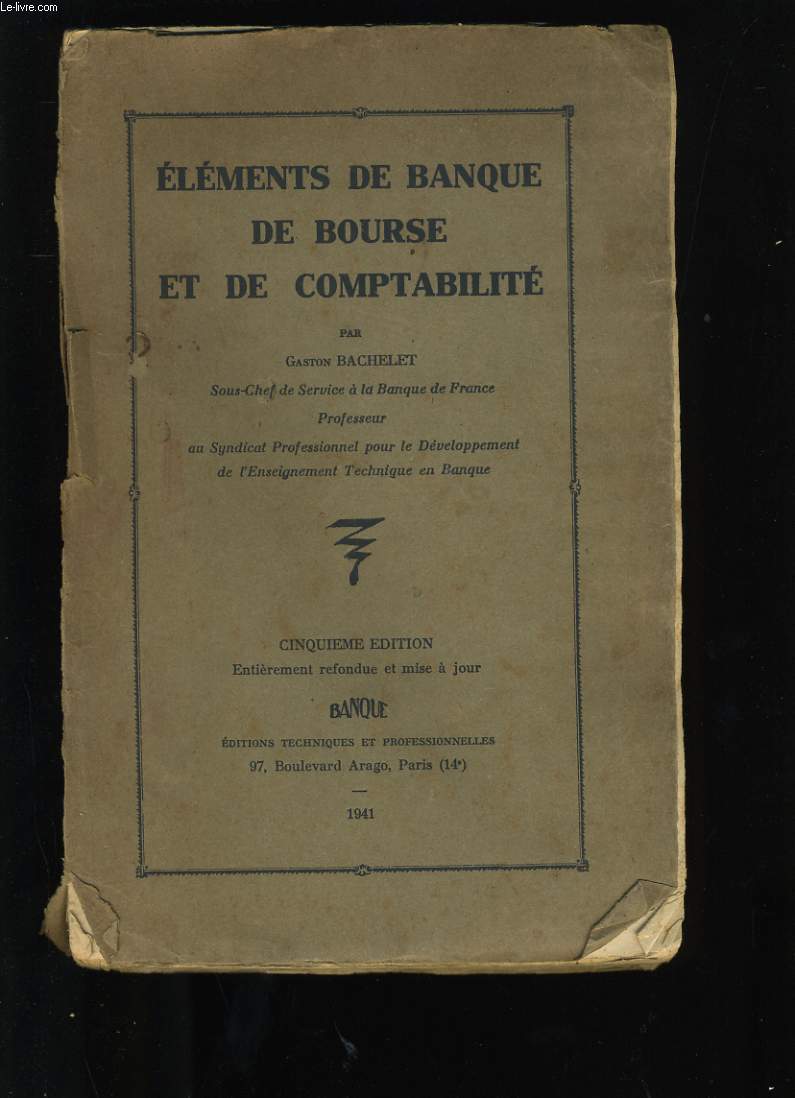 Le-livre.com
ÉLÉMENTS DE BANQUE
DE BOURSE
ET DE COMPTABILITÉ
PAR
GASTON BACHELET
Sous-Chef de Service à la Banque de France
Professeur
au Syndicat Professionnel pour le Développement
de l'Enseignement Technique en Banque
CINQUIEME EDITION
Entièrement refondue et mise à jour
BANQUE
ÉDITIONS TECHNIQUES ET PROFESSIONNELLES
97, Boulevard Arago, Paris (14e)
1941